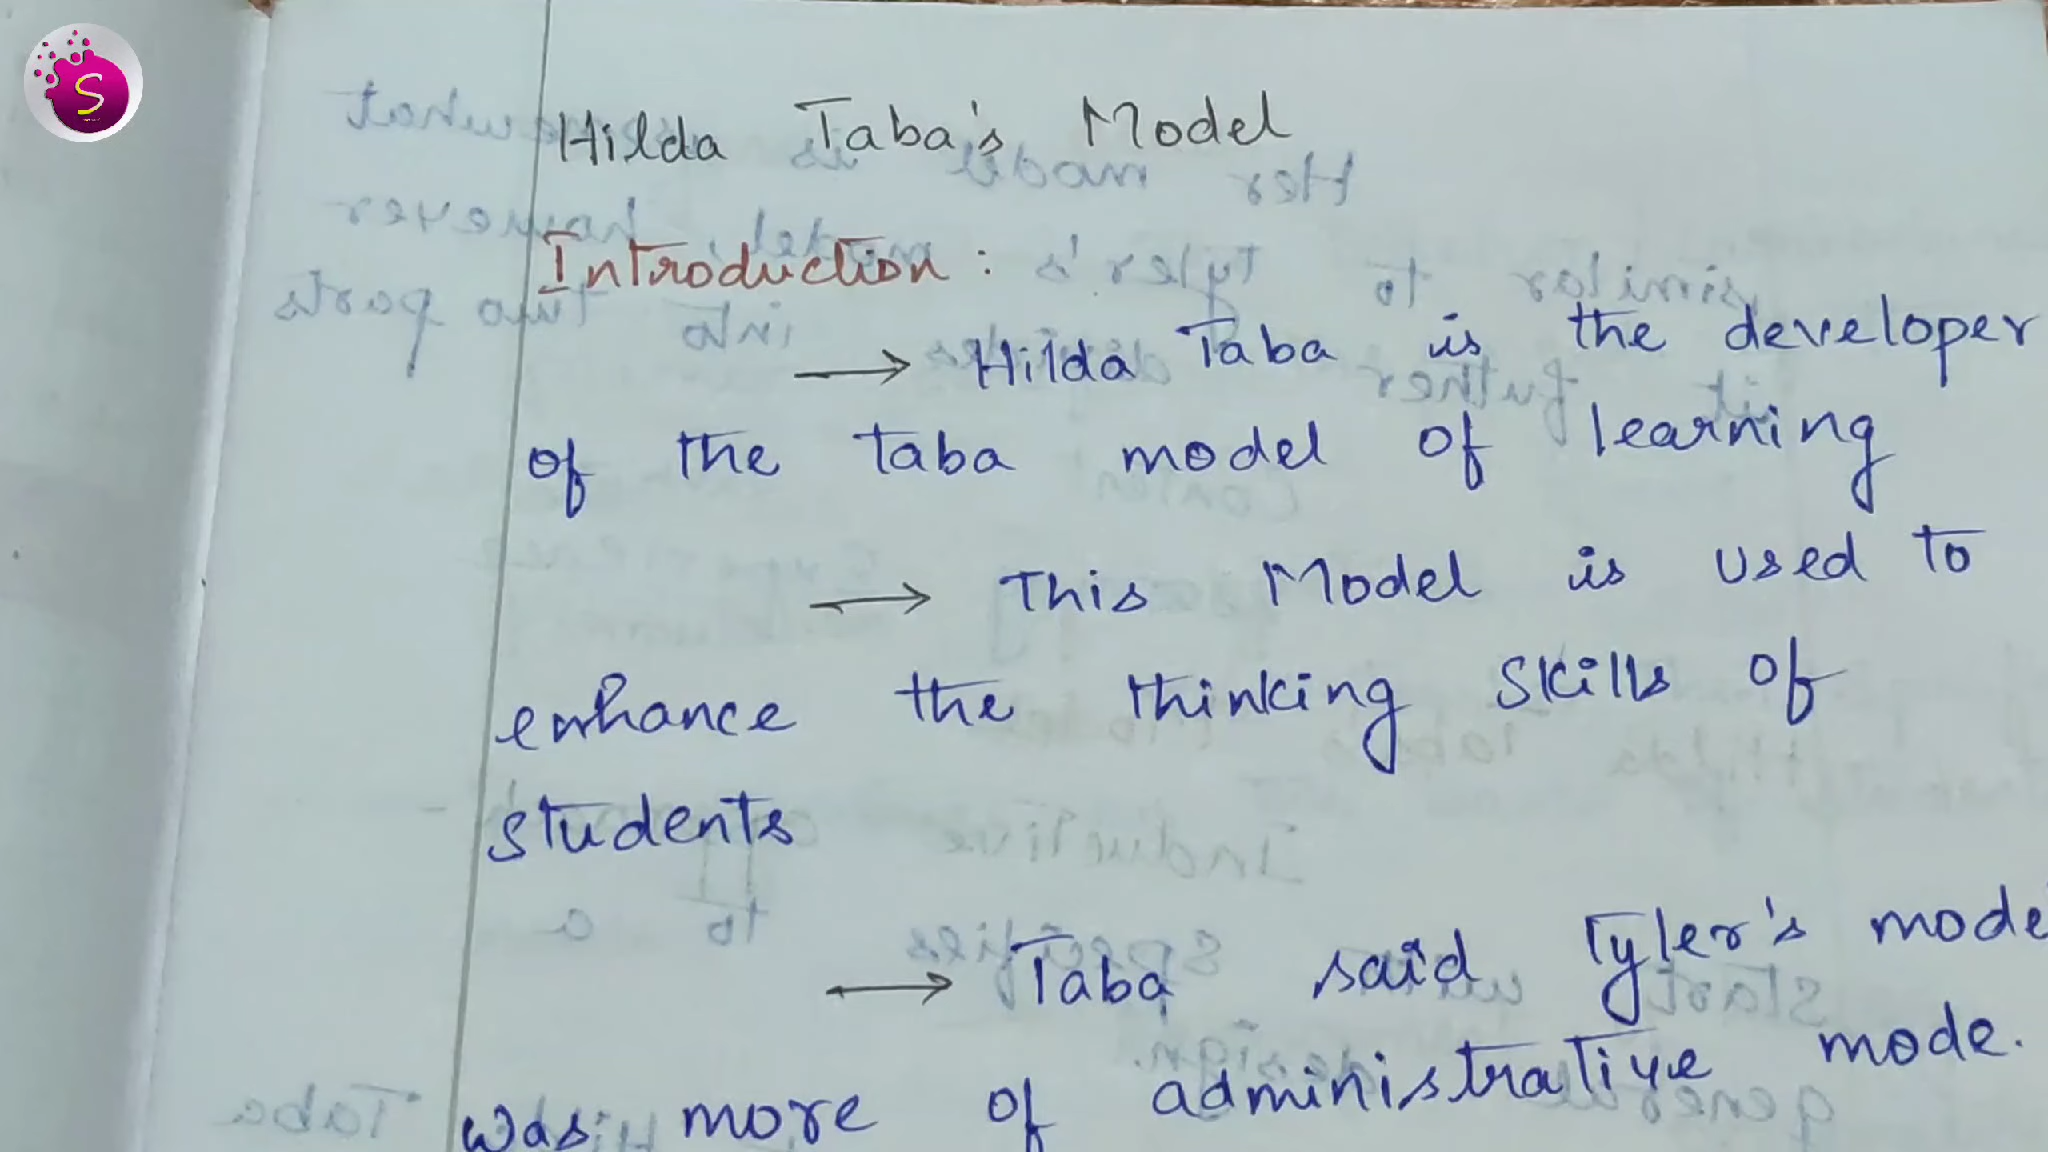 S
Hilda Taba's Model
Introduction :
→ Hilda Taba is the developer
of the taba model of learning
→ This Model is used to
enhance the thinking skills of
students
→ Taba said Tyler's mode
was more of administrative mode.